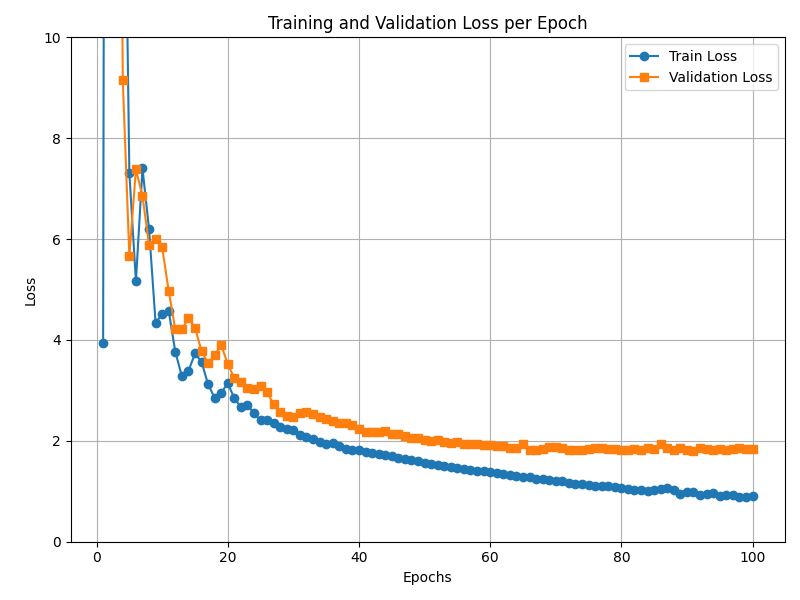 Training and Validation Loss per Epoch
Train Loss
Validation Loss
10
8
6
4
2
0
Loss
0 20 40 60 80 100
Epochs